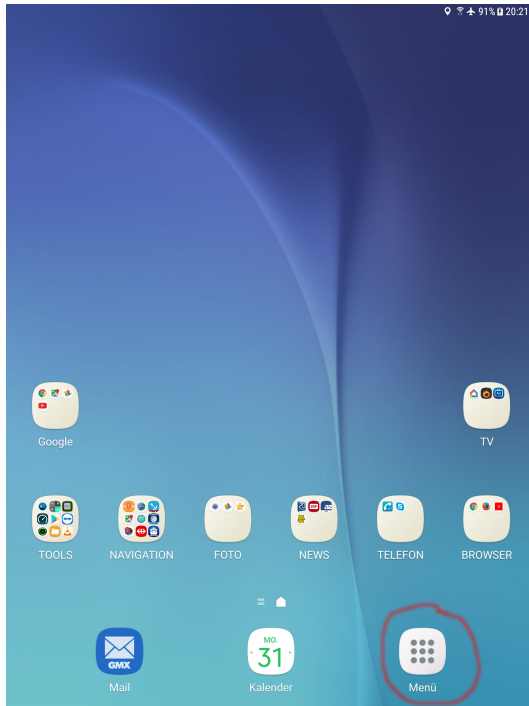 91% 20:21
Google
TV
TOOLS
NAVIGATION
FOTO
NEWS
TELEFON
BROWSER
GMX
MO.
31
Mail
Kalender
Menü